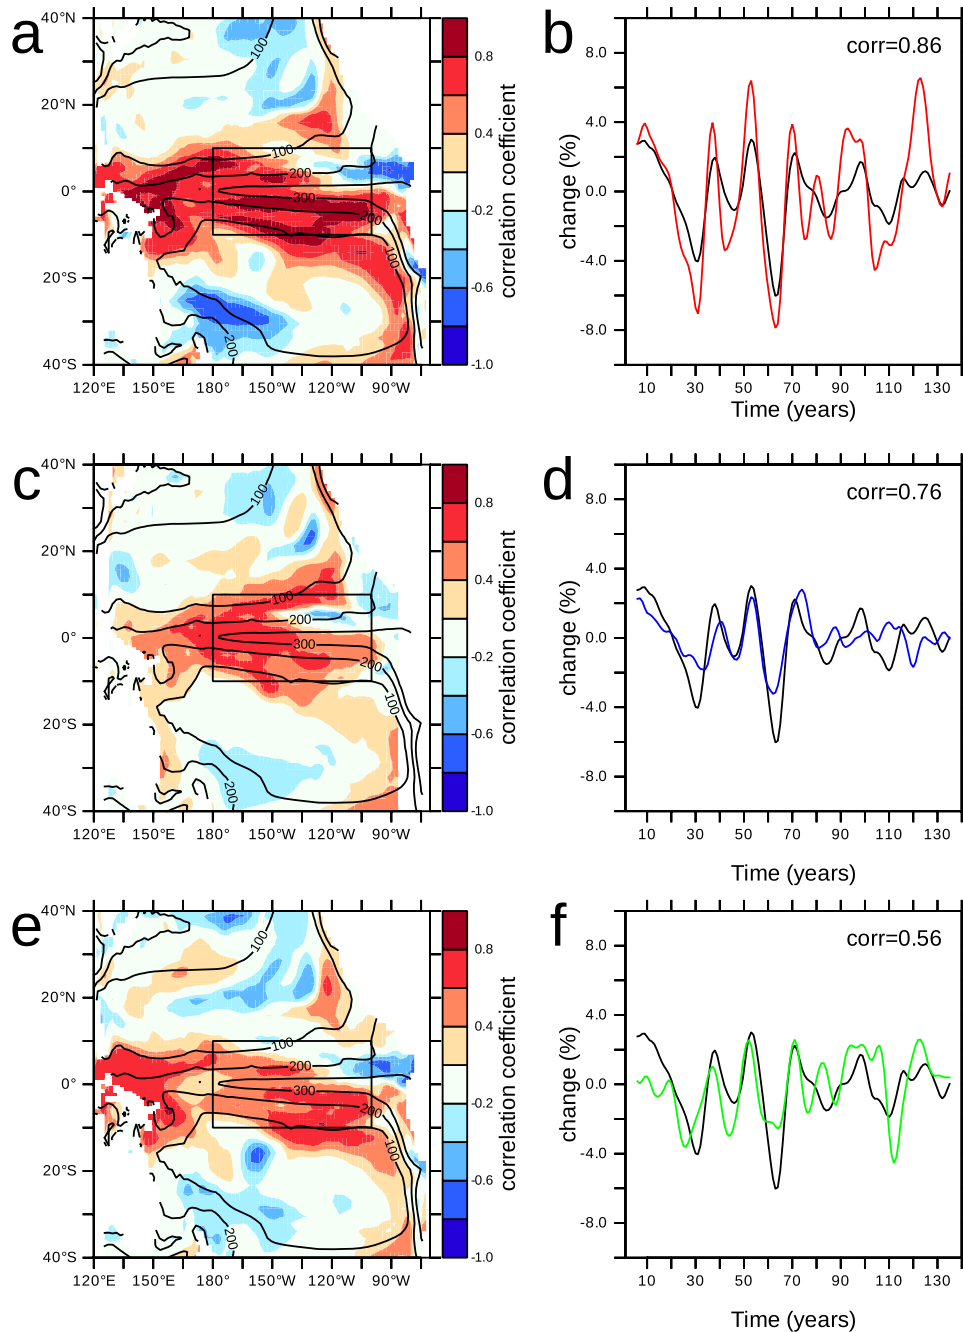 a
40°N
20°N
0°
20°S
40°S
120°E 150°E 180° 150°W 120°W 90°W
100
100
200
300
200
100
200
0.8
0.4
-0.2
-0.6
-1.0
correlation coefficient
b
corr=0.86
8.0
4.0
0.0
-4.0
-8.0
change (%)
10 30 50 70 90 110 130
Time (years)
c
40°N
20°N
0°
20°S
40°S
120°E 150°E 180° 150°W 120°W 90°W
100
100
200
300
200
100
200
0.8
0.4
-0.2
-0.6
-1.0
correlation coefficient
d
corr=0.76
8.0
4.0
0.0
-4.0
-8.0
change (%)
10 30 50 70 90 110 130
Time (years)
e
40°N
20°N
0°
20°S
40°S
120°E 150°E 180° 150°W 120°W 90°W
100
100
200
300
200
100
200
0.8
0.4
-0.2
-0.6
-1.0
correlation coefficient
f
corr=0.56
8.0
4.0
0.0
-4.0
-8.0
change (%)
10 30 50 70 90 110 130
Time (years)